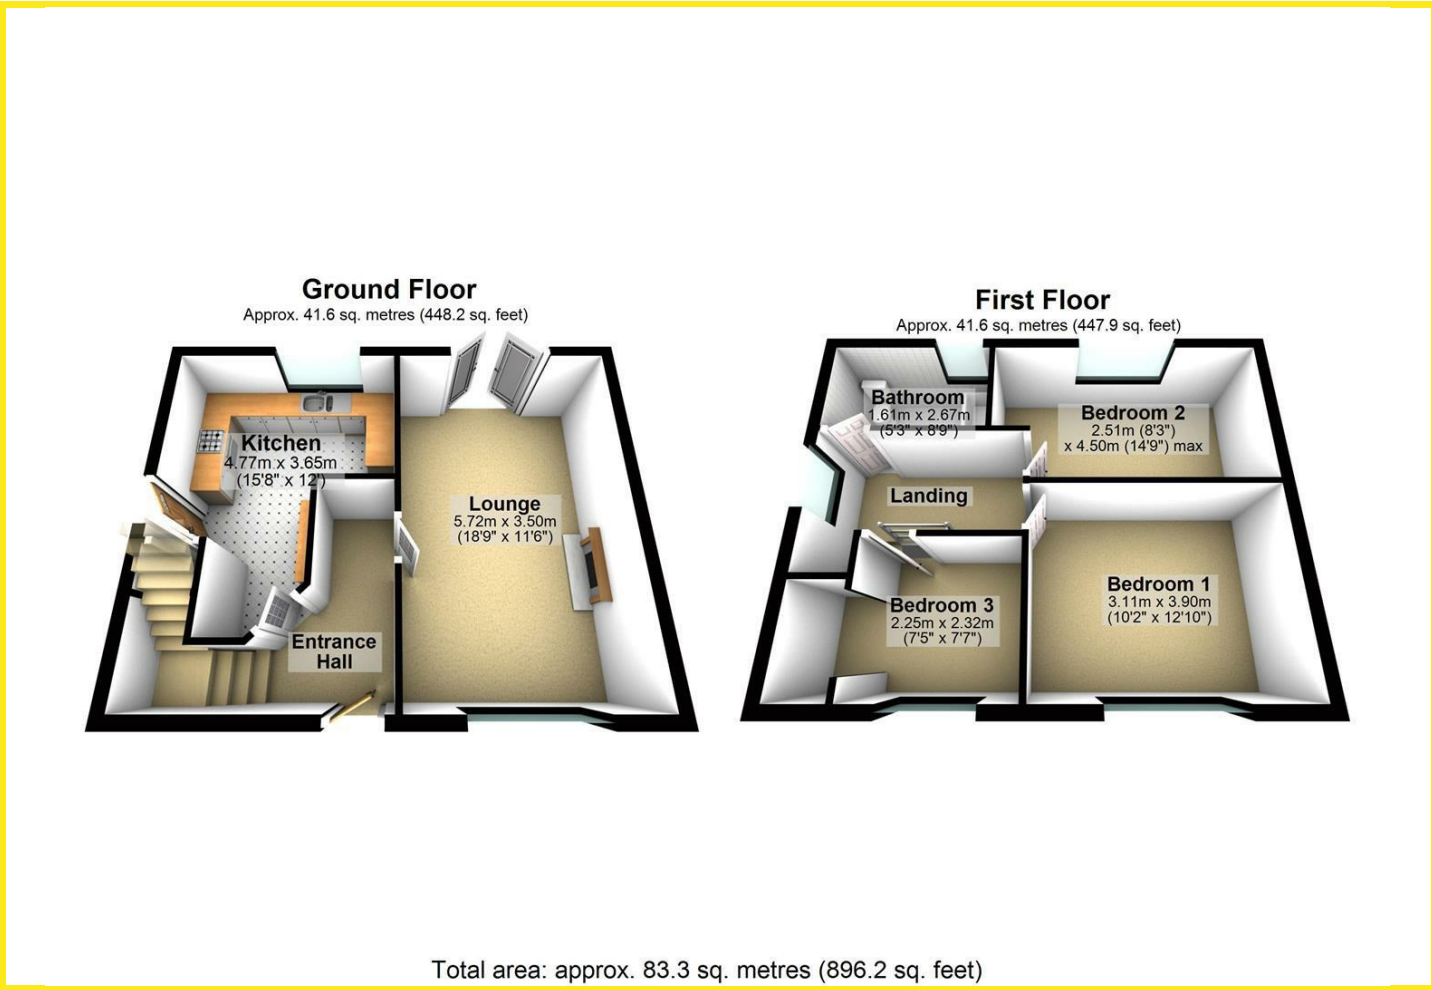 Ground Floor
Approx. 41.6 sq. metres (448.2 sq. feet)
Kitchen
4.77m x 3.65m
(15'8" x 12')
Lounge
5.72m x 3.50m
(18'9" x 11'6")
Entrance
Hall
First Floor
Approx. 41.6 sq. metres (447.9 sq. feet)
Bathroom
1.61m x 2.67m
(5'3" x 8'9")
Bedroom 2
2.51m (8'3")
x 4.50m (14'9") max
Landing
Bedroom 1
3.11m x 3.90m
(10'2" x 12'10")
Bedroom 3
2.25m x 2.32m
(7'5" x 7'7")
Total area: approx. 83.3 sq. metres (896.2 sq. feet)